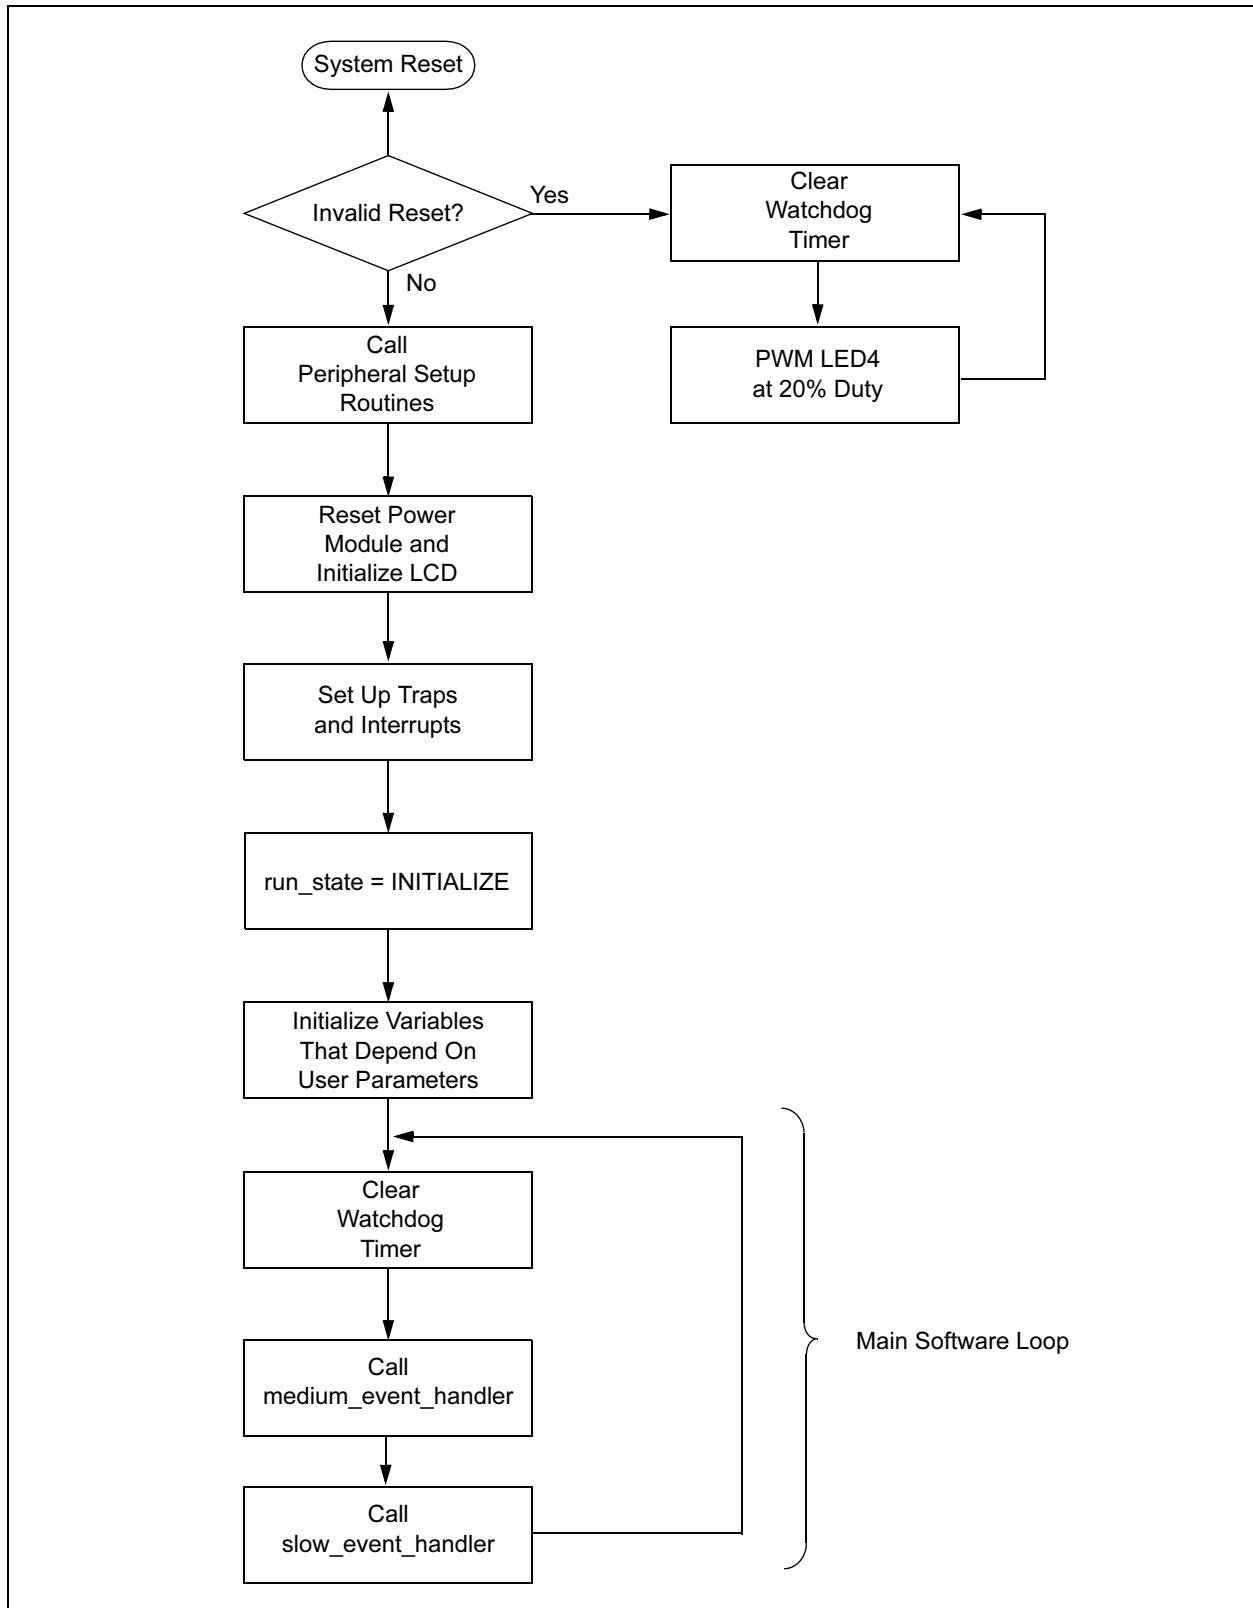 System Reset
Invalid Reset?
Yes
Clear
Watchdog
Timer
No
PWM LED4
at 20% Duty
Call
Peripheral Setup
Routines
Reset Power
Module and
Initialize LCD
Set Up Traps
and Interrupts
run_state = INITIALIZE
Initialize Variables
That Depend On
User Parameters
Clear
Watchdog
Timer
Main Software Loop
Call
medium_event_handler
Call
slow_event_handler